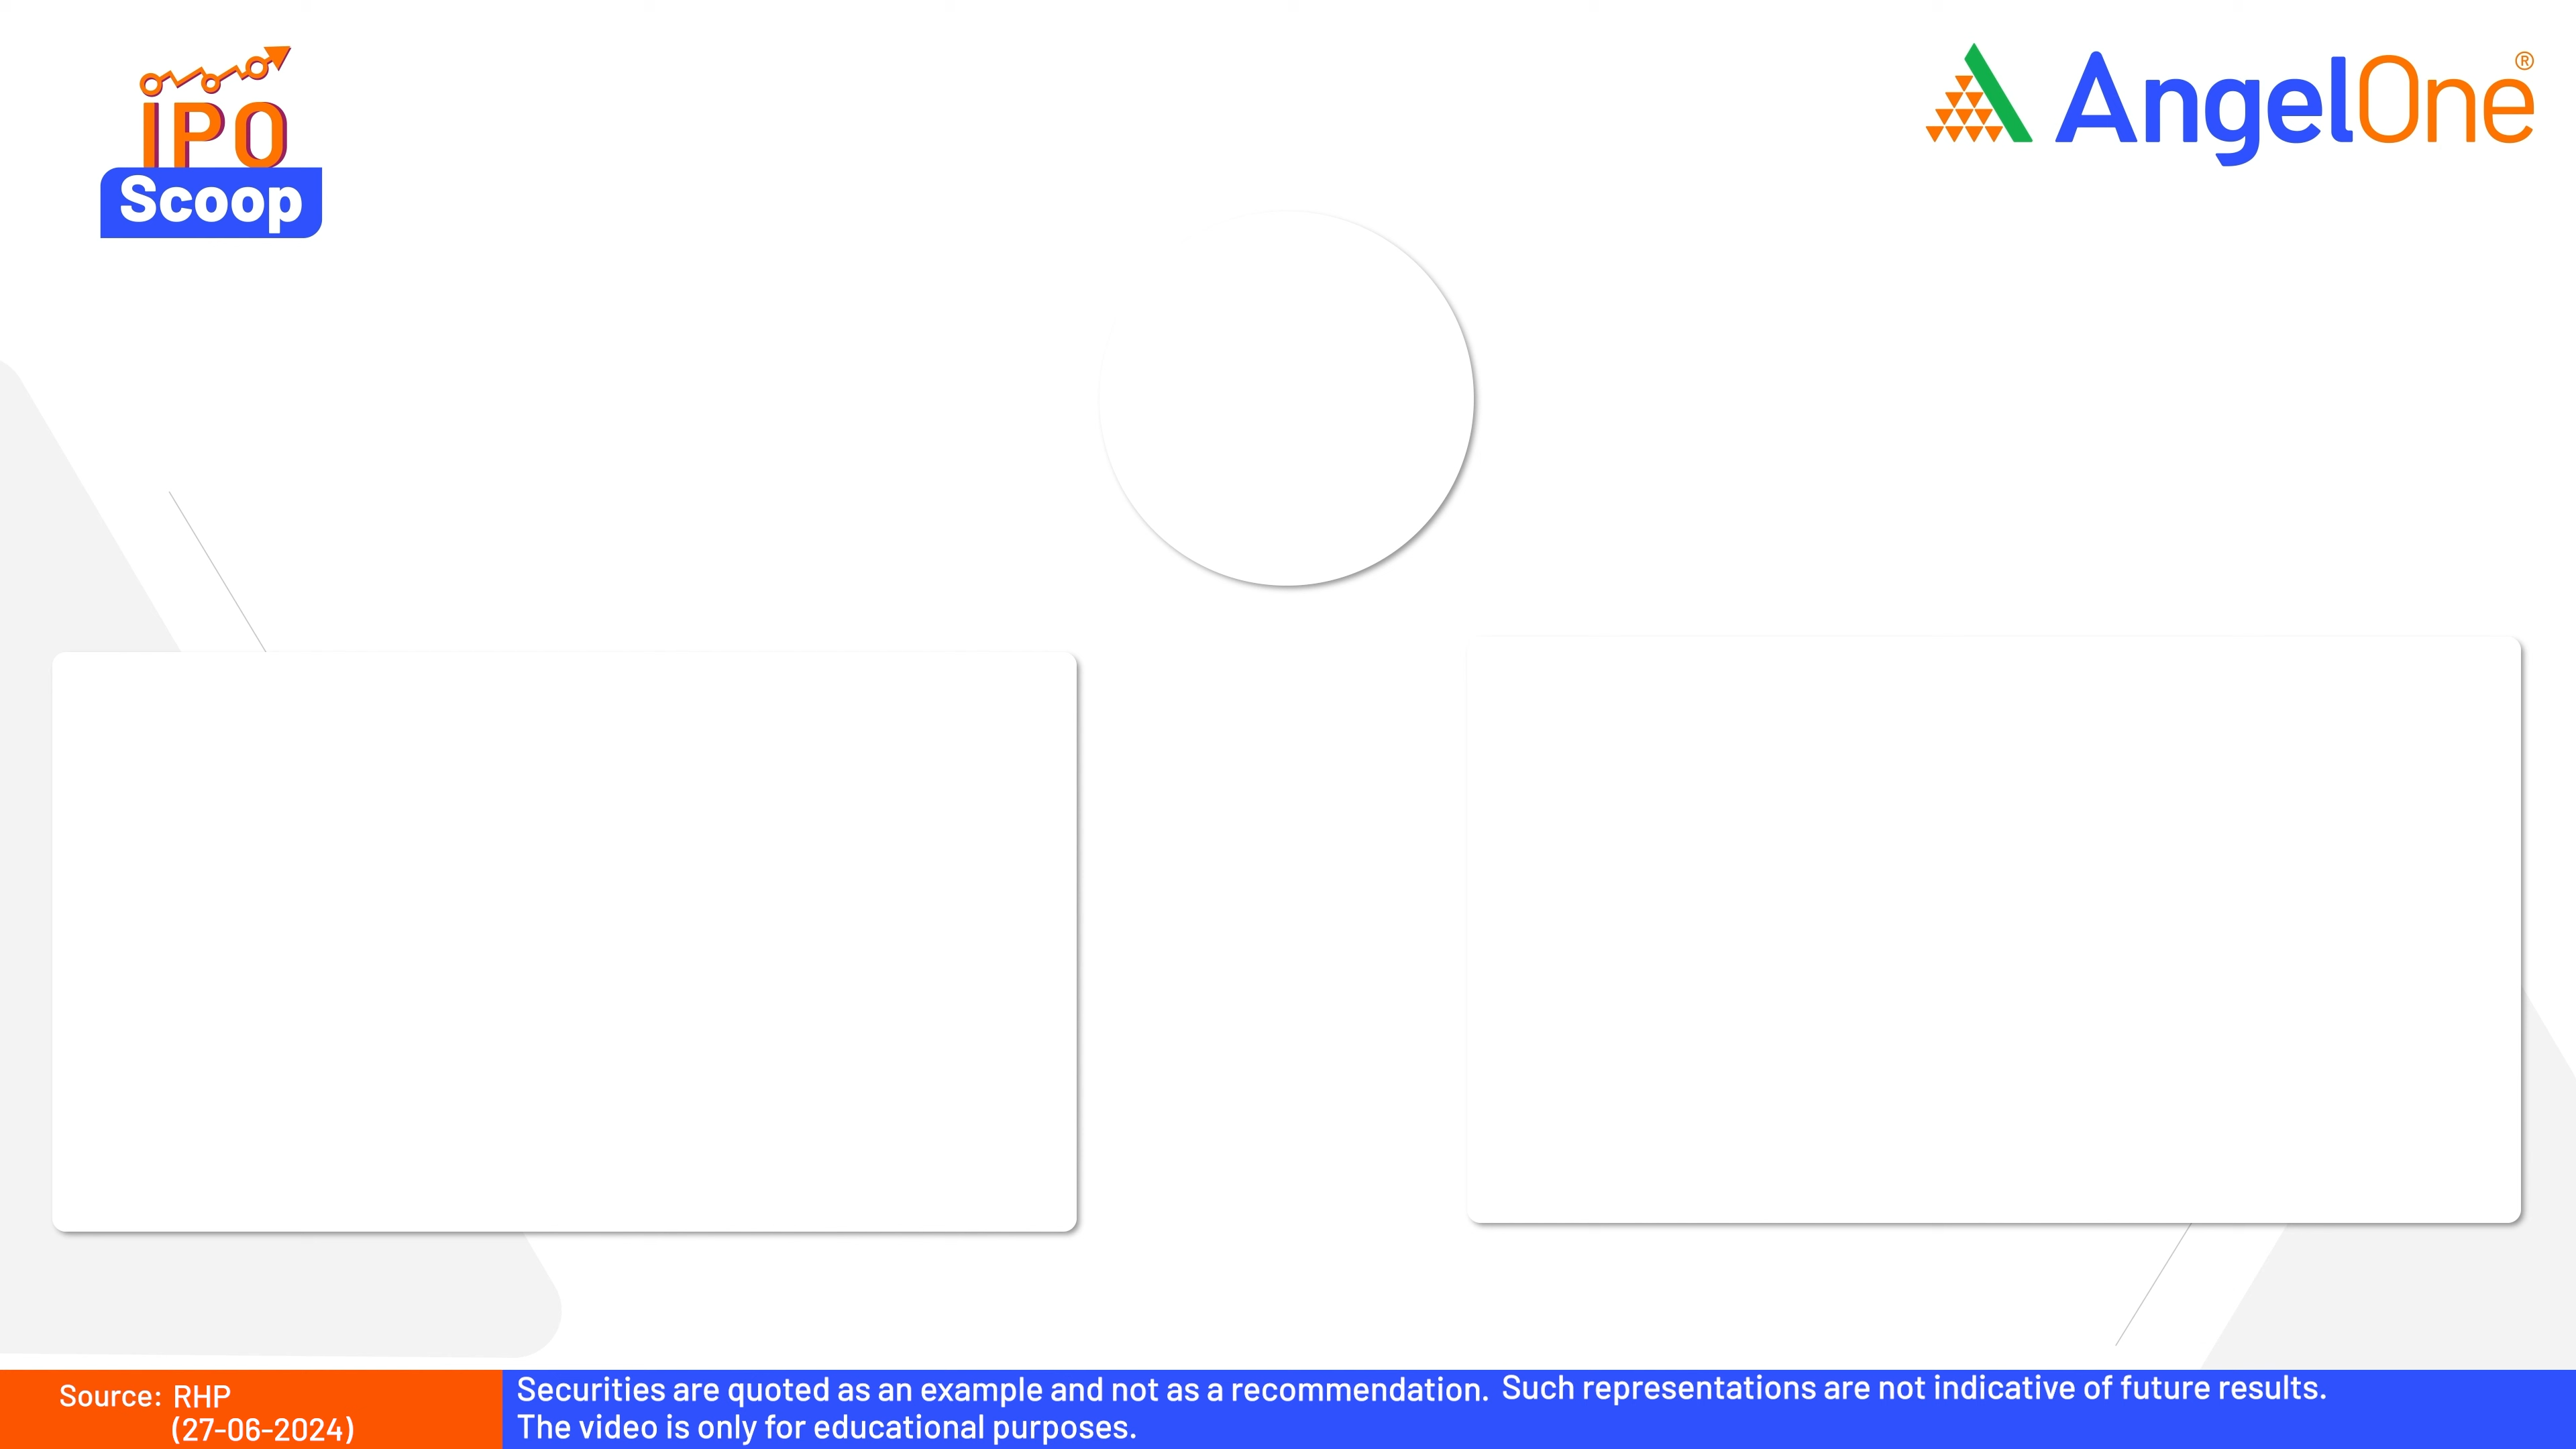 IPO
Scoop
AngelOne®
Source: RHP
(27-06-2024)
Securities are quoted as an example and not as a recommendation. Such representations are not indicative of future results.
The video is only for educational purposes.